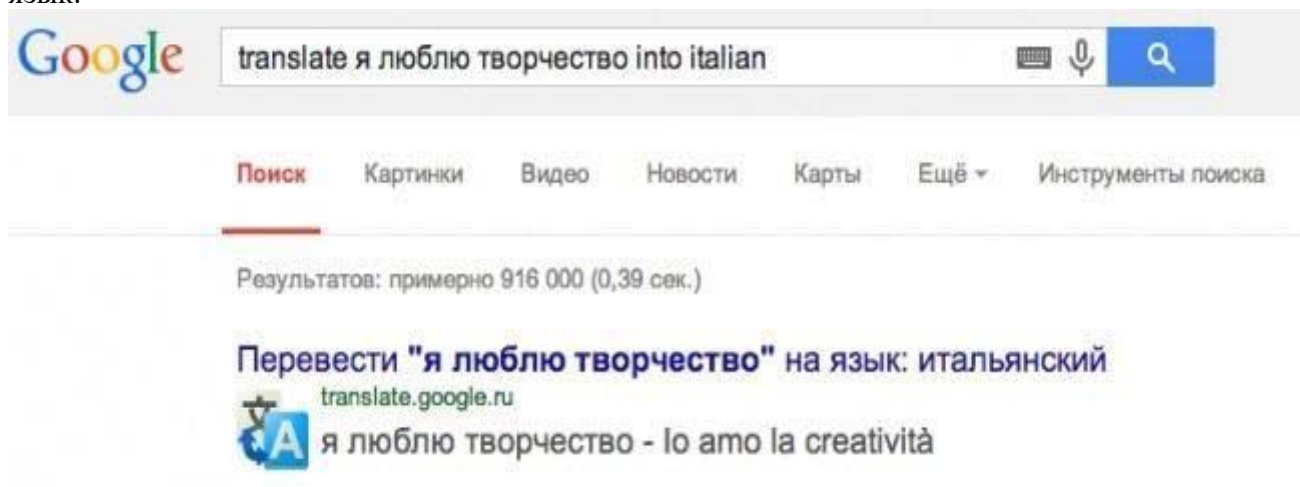 язык:
Google translate я люблю творчество into italian
Поиск Картинки Видео Новости Карты Ещё Инструменты поиска
Результатов: примерно 916 000 (0,39 сек.)
Перевести "я люблю творчество" на язык: итальянский
translate.google.ru
я люблю творчество - Io amo la creatività